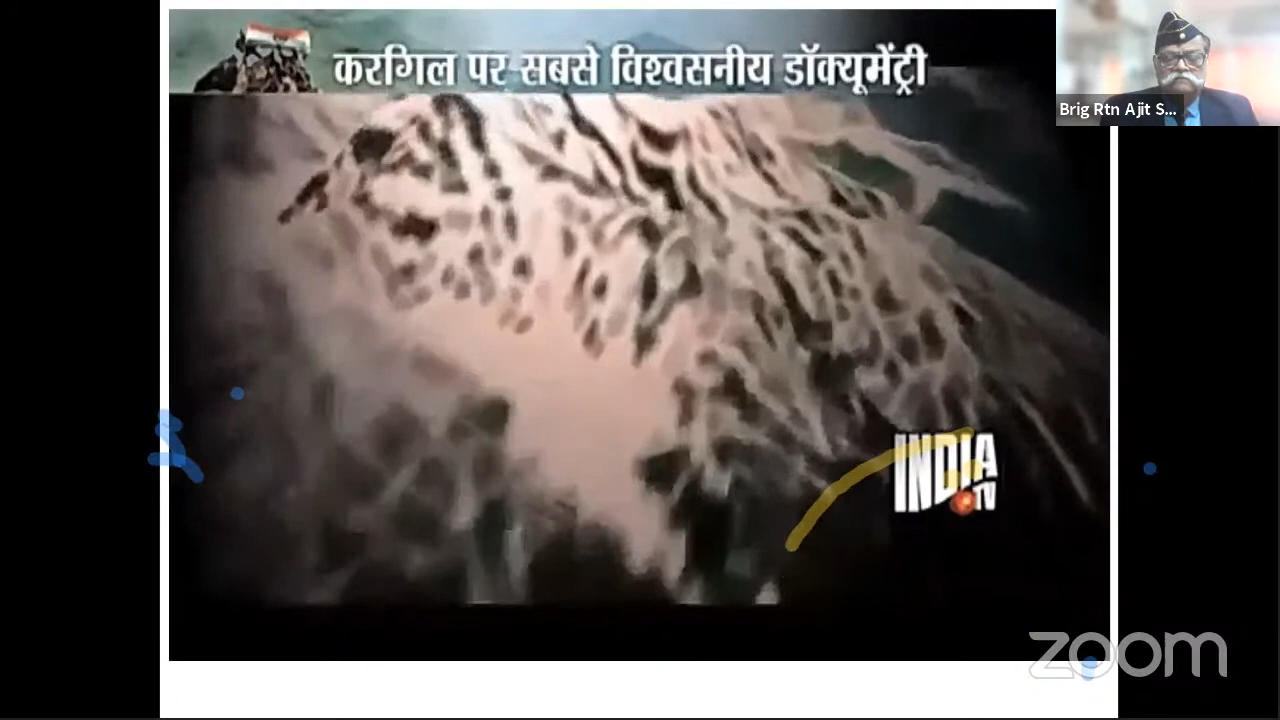 करगिल पर सबसे विश्वसनीय डॉक्यूमेंट्री
Brig Rtn Ajit S...
INDIA
TV
zoom